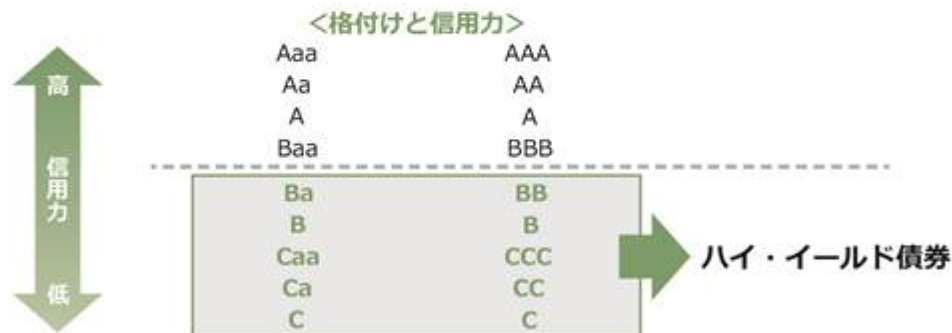 <格付けと信用力>
Aaa AAA
Aa AA
A A
Baa BBB
高
信用力
低
Ba BB
B B
Caa CCC
Ca CC
C C
ハイ・イールド債券